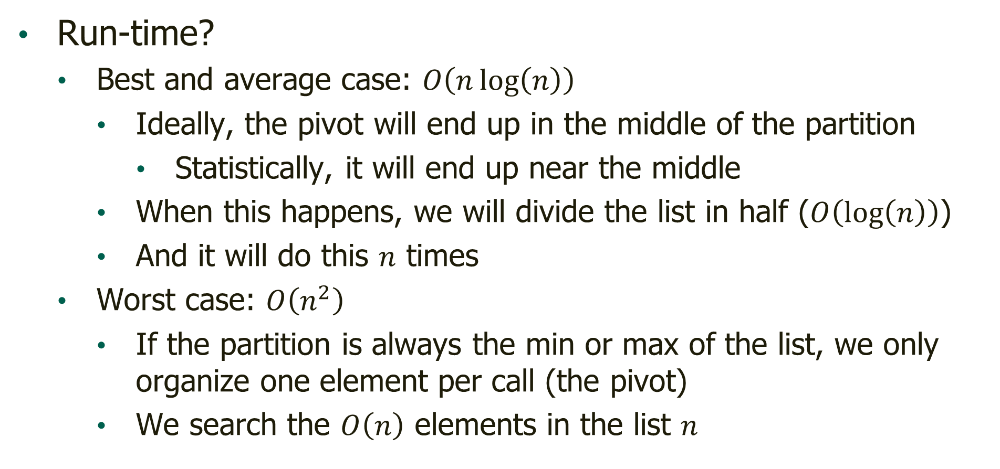 • Run-time?
• Best and average case: 𝑂(𝑛 log(𝑛))
• Ideally, the pivot will end up in the middle of the partition
• Statistically, it will end up near the middle
• When this happens, we will divide the list in half (𝑂(log(𝑛)))
• And it will do this 𝑛 times
• Worst case: 𝑂(𝑛²)
• If the partition is always the min or max of the list, we only
organize one element per call (the pivot)
• We search the 𝑂(𝑛) elements in the list 𝑛